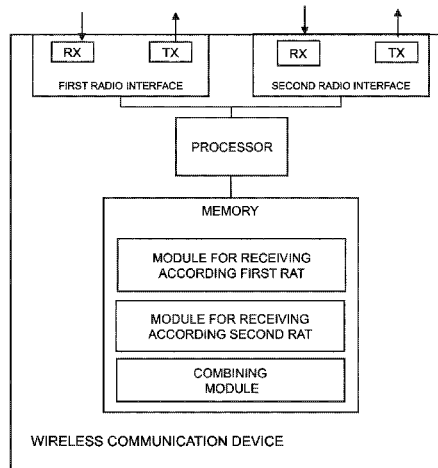 RX TX RX TX
FIRST RADIO INTERFACE SECOND RADIO INTERFACE
PROCESSOR
MEMORY
MODULE FOR RECEIVING
ACCORDING FIRST RAT
MODULE FOR RECEIVING
ACCORDING SECOND RAT
COMBINING
MODULE
WIRELESS COMMUNICATION DEVICE